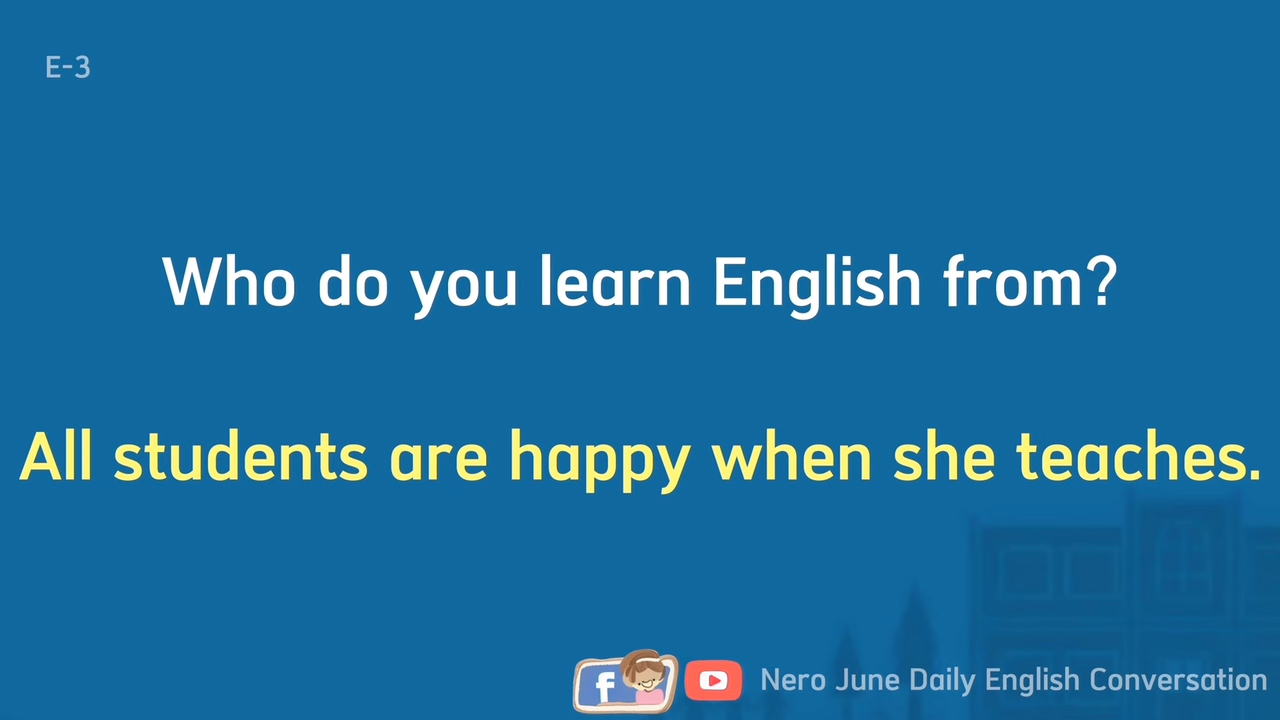 E-3
Who do you learn English from?
All students are happy when she teaches.
f
Nero June Daily English Conversation